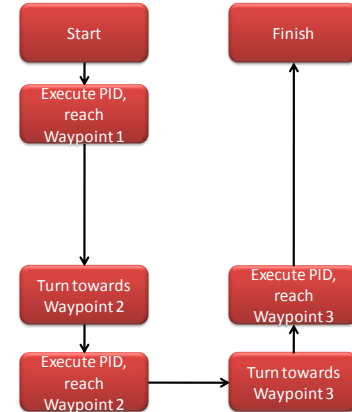 Start
Execute PID,
reach
Waypoint 1
Turn towards
Waypoint 2
Execute PID,
reach
Waypoint 2
Turn towards
Waypoint 3
Execute PID,
reach
Waypoint 3
Finish